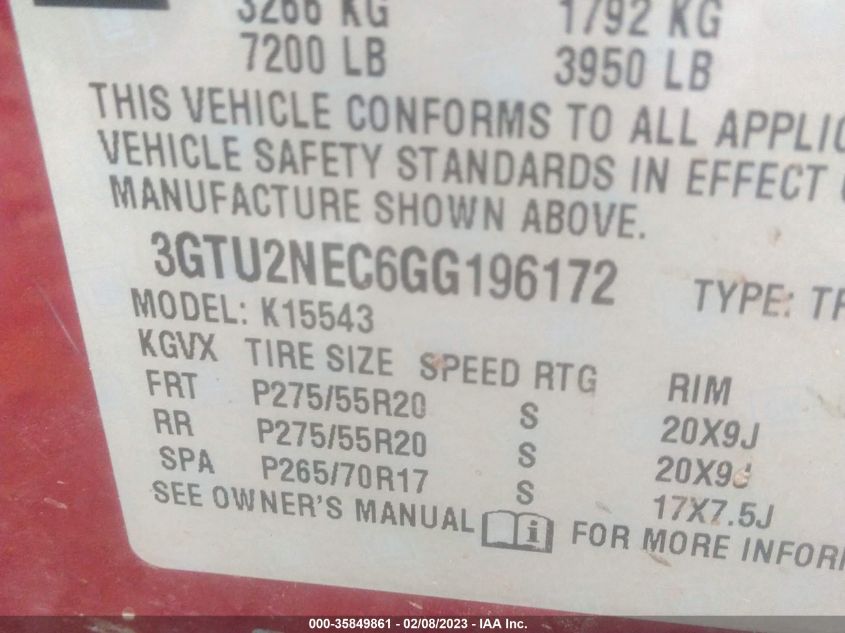 3266 KG 1792 KG
7200 LB 3950 LB
THIS VEHICLE CONFORMS TO ALL APPLIC
VEHICLE SAFETY STANDARDS IN EFFECT
MANUFACTURE SHOWN ABOVE.
3GTU2NEC6GG196172 TYPE: TR
MODEL: K15543
KGVX TIRE SIZE SPEED RTG RIM
FRT P275/55R20 S 20X9J
RR P275/55R20 S 20X9J
SPA P265/70R17 S 17X7.5J
SEE OWNER'S MANUAL i FOR MORE INFORM
000-35849861 - 02/08/2023 - IAA Inc.